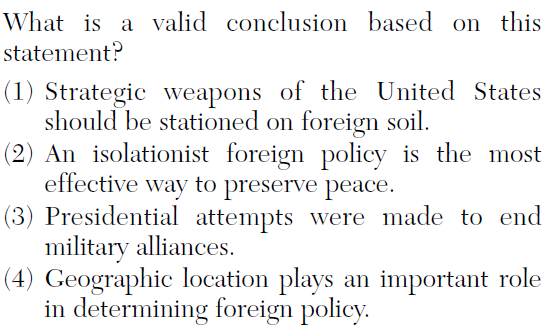 What is a valid conclusion based on this
statement?
(1) Strategic weapons of the United States
should be stationed on foreign soil.
(2) An isolationist foreign policy is the most
effective way to preserve peace.
(3) Presidential attempts were made to end
military alliances.
(4) Geographic location plays an important role
in determining foreign policy.